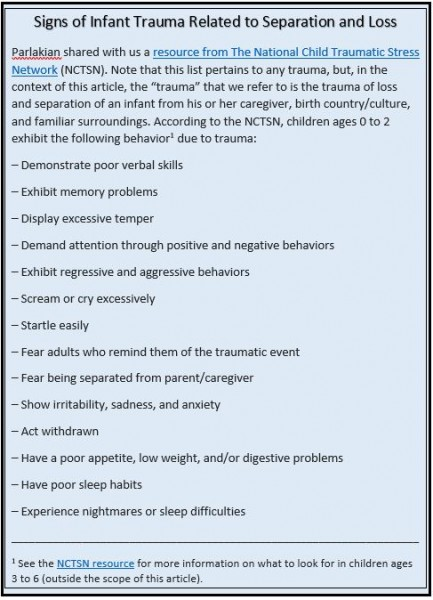 Signs of Infant Trauma Related to Separation and Loss
Parlakian shared with us a resource from The National Child Traumatic Stress
Network (NCTSN). Note that this list pertains to any trauma, but, in the
context of this article, the “trauma” that we refer to is the trauma of loss
and separation of an infant from his or her caregiver, birth country/culture,
and familiar surroundings. According to the NCTSN, children ages 0 to 2
exhibit the following behavior¹ due to trauma:
– Demonstrate poor verbal skills
– Exhibit memory problems
– Display excessive temper
– Demand attention through positive and negative behaviors
– Exhibit regressive and aggressive behaviors
– Scream or cry excessively
– Startle easily
– Fear adults who remind them of the traumatic event
– Fear being separated from parent/caregiver
– Show irritability, sadness, and anxiety
– Act withdrawn
– Have a poor appetite, low weight, and/or digestive problems
– Have poor sleep habits
– Experience nightmares or sleep difficulties
¹ See the NCTSN resource for more information on what to look for in children ages
3 to 6 (outside the scope of this article).